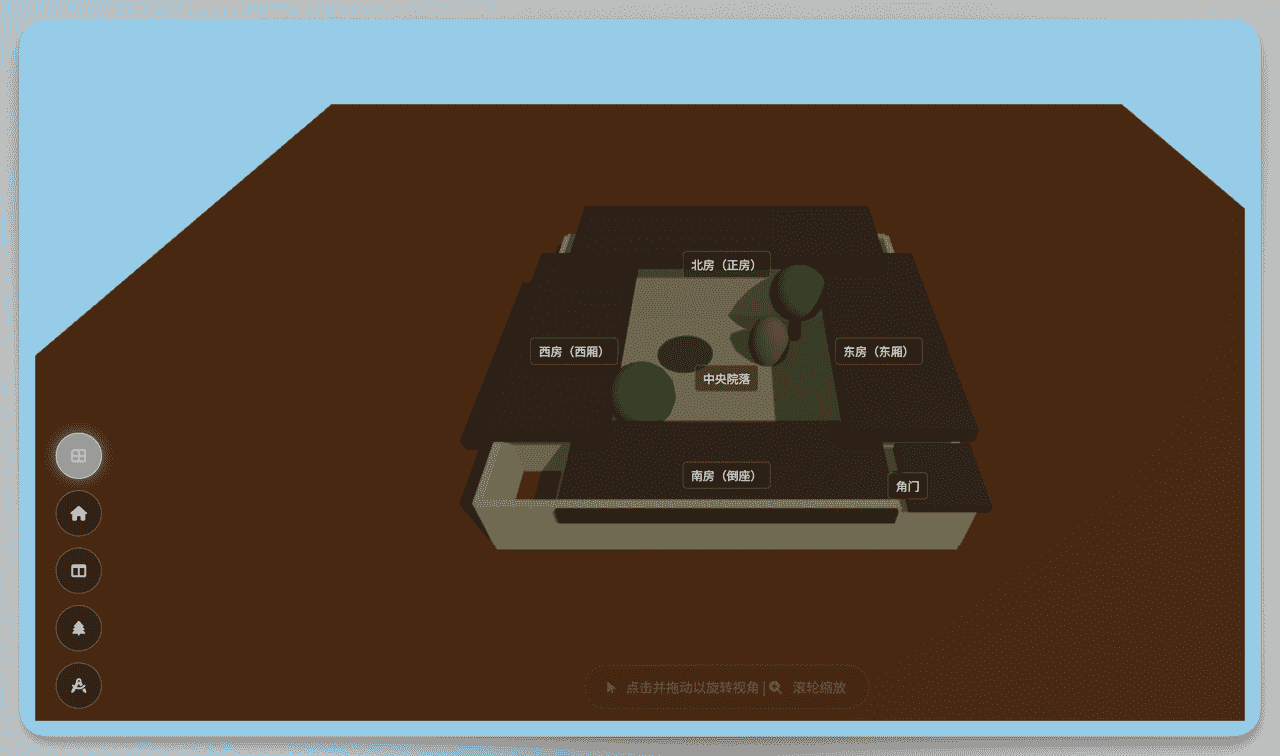 北房（正房）
西房（西厢）
东房（东厢）
中央院落
南房（倒座）
角门
点击并拖动以旋转视角 | 滚轮缩放